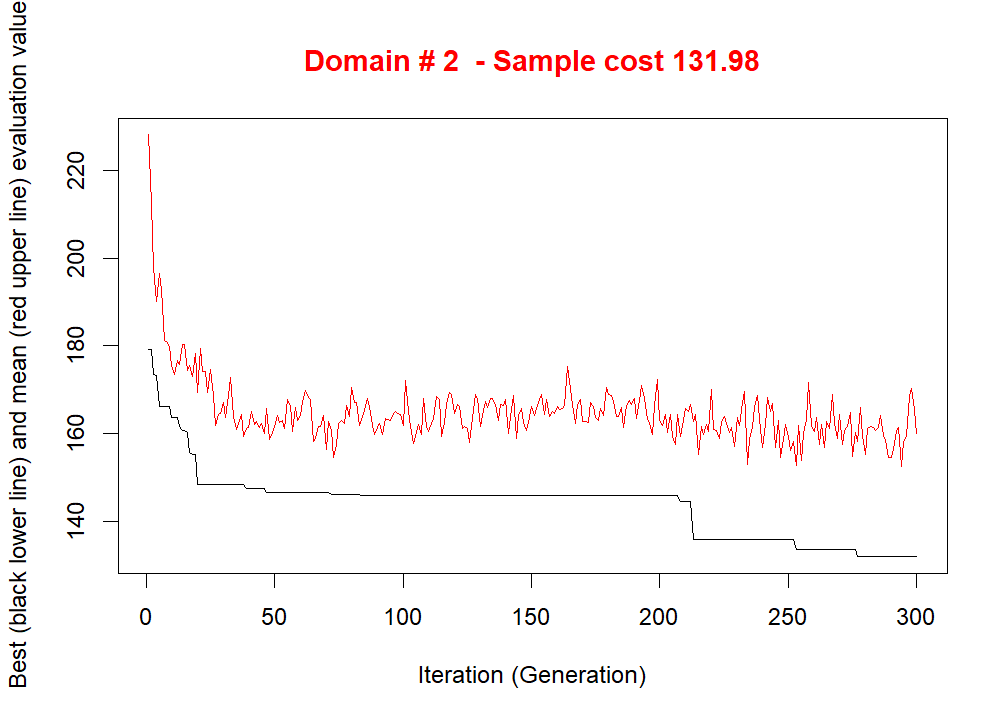 Domain # 2  - Sample cost 131.98
Best (black lower line) and mean (red upper line) evaluation value
220
200
180
160
140
0 50 100 150 200 250 300
Iteration (Generation)